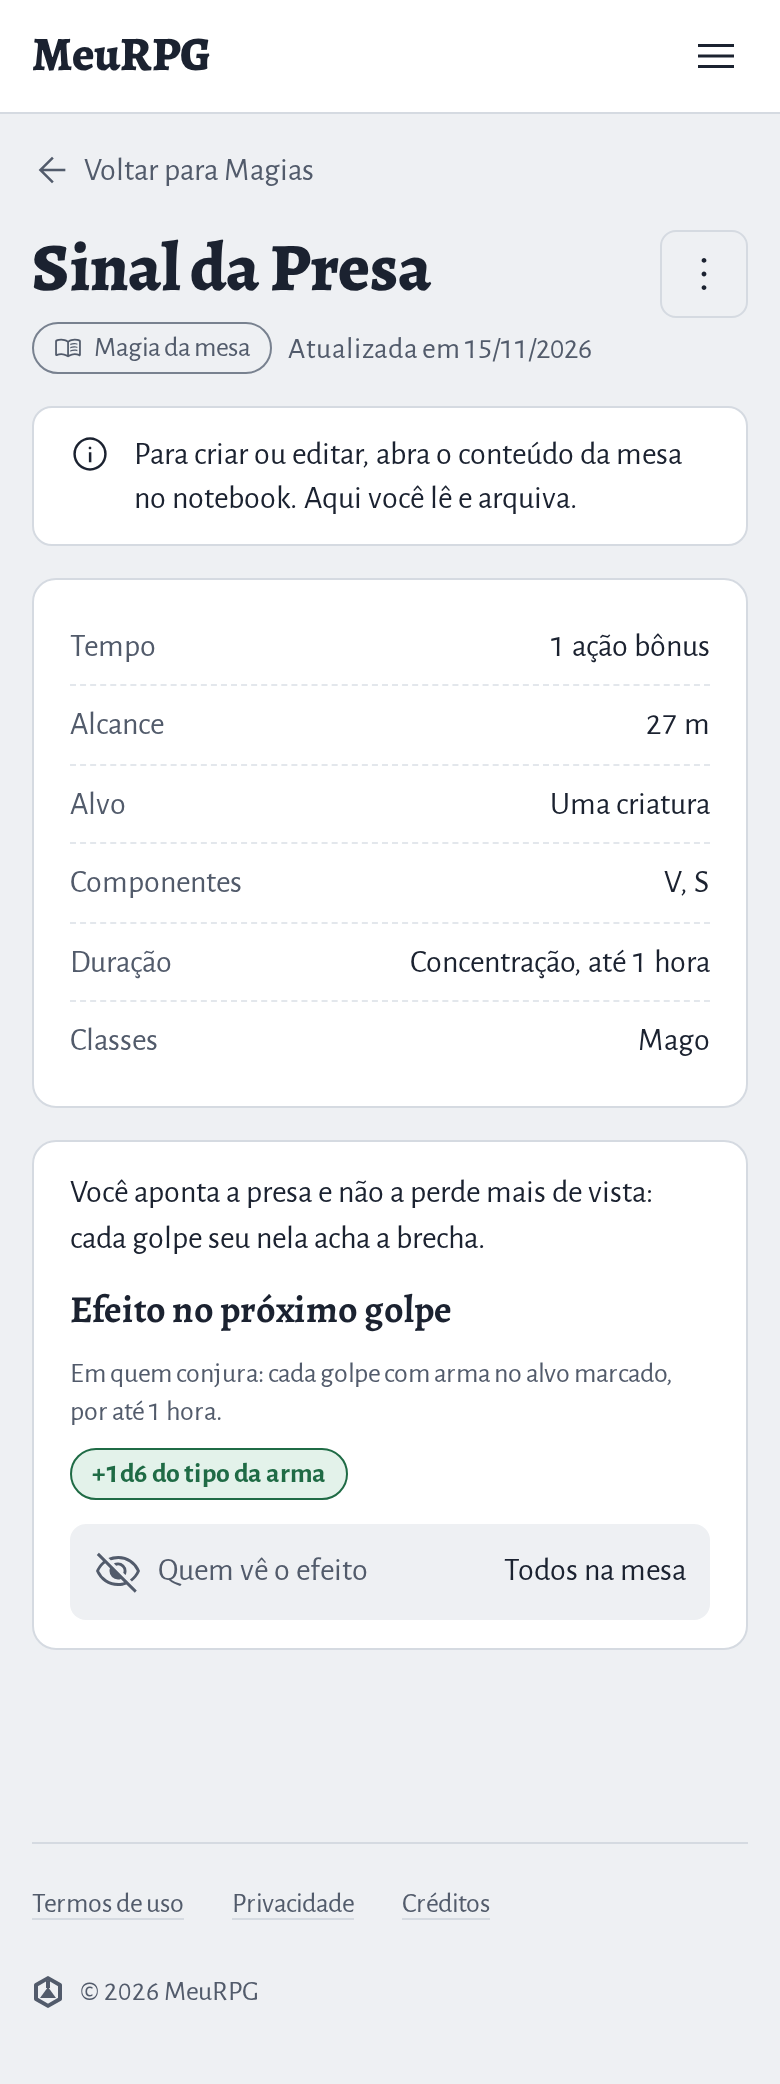 MeuRPG
Voltar para Magias
Sinal da Presa
Magia da mesa
Atualizada em 15/11/2026
Para criar ou editar, abra o conteúdo da mesa
no notebook. Aqui você lê e arquiva.
Tempo
1 ação bônus
Alcance
27 m
Alvo
Uma criatura
Componentes
V, S
Duração
Concentração, até 1 hora
Classes
Mago
Você aponta a presa e não a perde mais de vista:
cada golpe seu nela acha a brecha.
Efeito no próximo golpe
Em quem conjura: cada golpe com arma no alvo marcado,
por até 1 hora.
+1d6 do tipo da arma
Quem vê o efeito
Todos na mesa
Termos de uso
Privacidade
Créditos
© 2026 MeuRPG